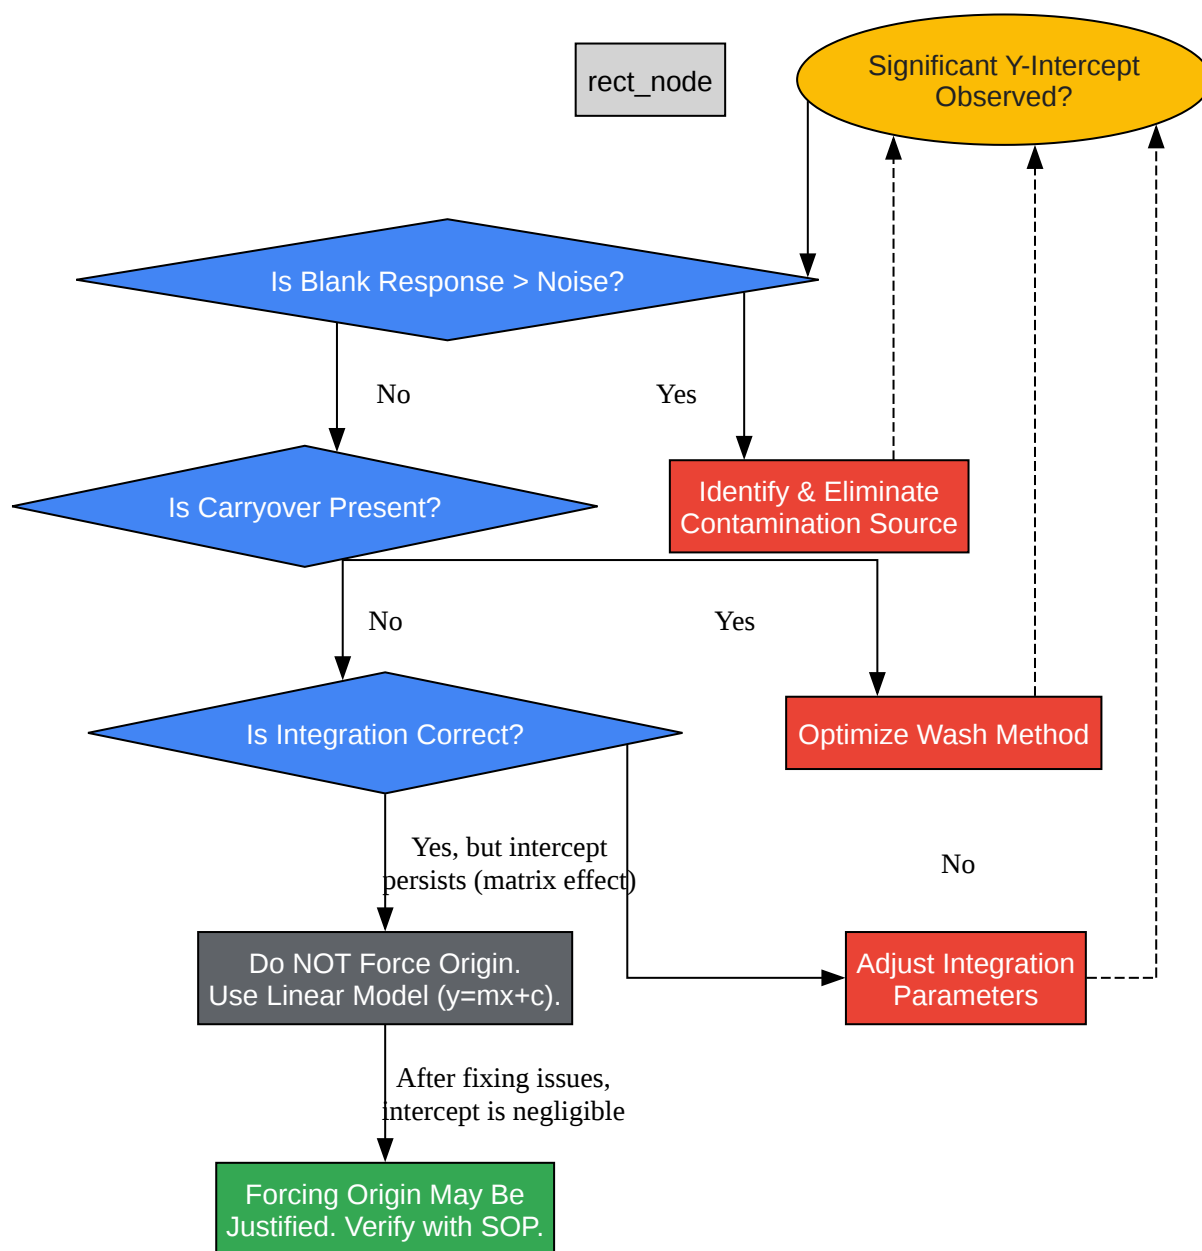 rect_node
Significant Y-Intercept
Observed?
Is Blank Response > Noise?
No
Yes
Is Carryover Present?
Identify & Eliminate
Contamination Source
No
Yes
Is Integration Correct?
Optimize Wash Method
Yes, but intercept
persists (matrix effect)
No
Do NOT Force Origin.
Use Linear Model (y=mx+c).
Adjust Integration
Parameters
After fixing issues,
intercept is negligible
Forcing Origin May Be
Justified. Verify with SOP.